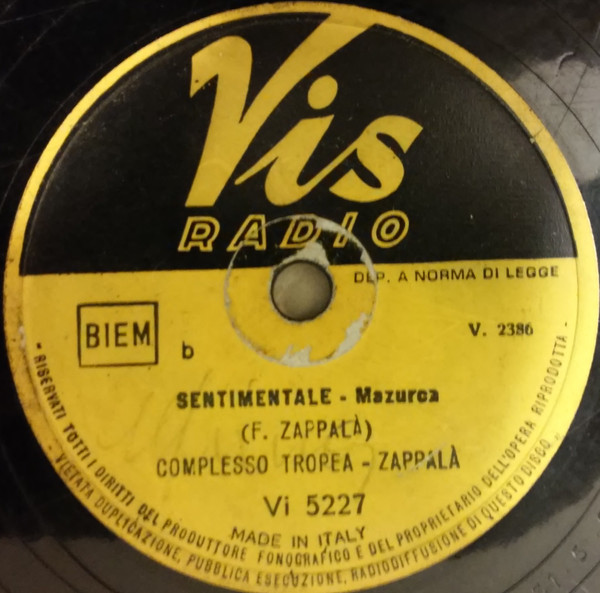 Vis
RADIO
DEP. A NORMA DI LEGGE
BIEM
b
V. 2386
SENTIMENTALE - Mazurca
(F. ZAPPALÀ)
COMPLESSO TROPEA - ZAPPALÀ
Vi 5227
MADE IN ITALY
- RISERVATI TUTTI I DIRITTI DEL PRODUTTORE FONOGRAFICO E DEL PROPRIETARIO DELL'OPERA RIPRODOTTA -
- VIETATA DUPLICAZIONE, PUBBLICA ESECUZIONE, RADIODIFFUSIONE DI QUESTO DISCO -